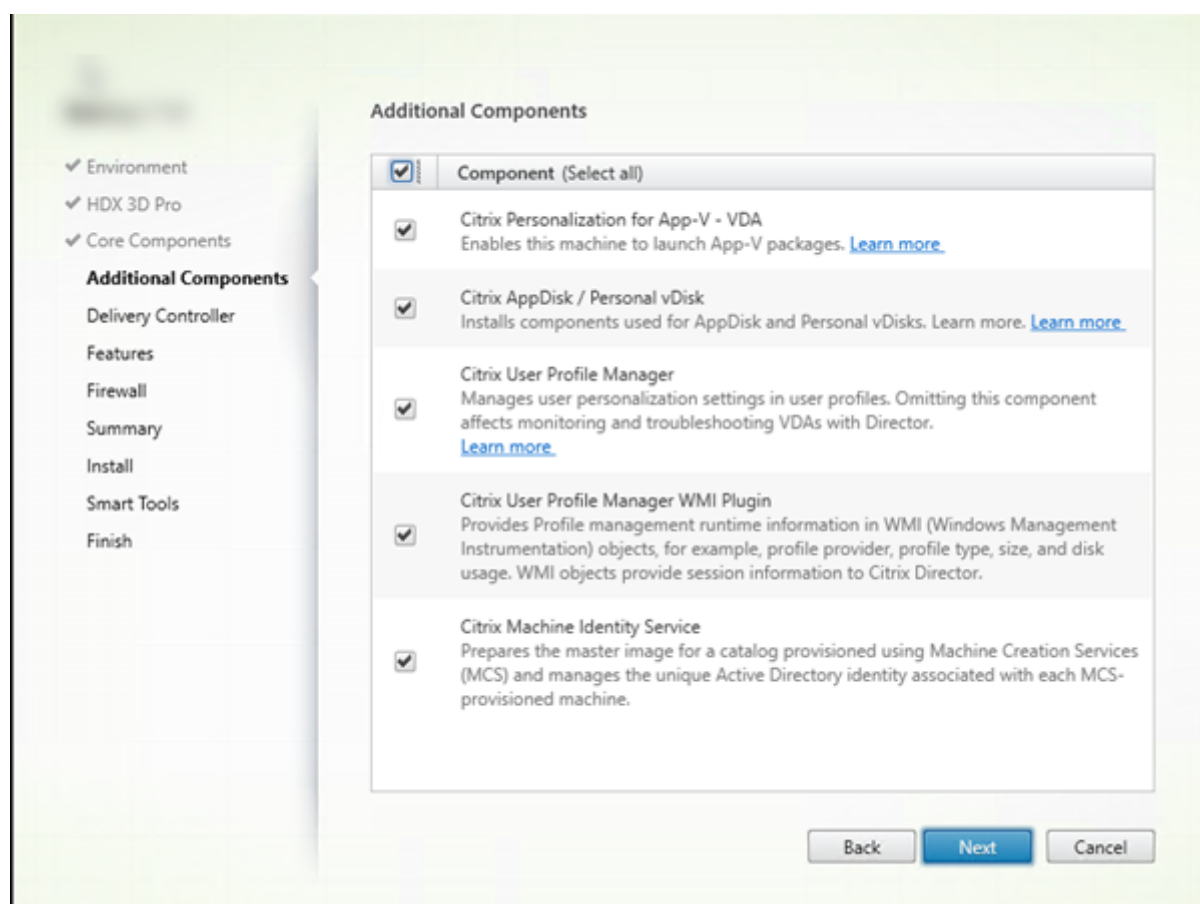 Environment
HDX 3D Pro
Core Components
Additional Components
Delivery Controller
Features
Firewall
Summary
Install
Smart Tools
Finish
Additional Components
Component (Select all)
Citrix Personalization for App-V - VDA
Enables this machine to launch App-V packages. Learn more
Citrix AppDisk / Personal vDisk
Installs components used for AppDisk and Personal vDisks. Learn more. Learn more
Citrix User Profile Manager
Manages user personalization settings in user profiles. Omitting this component
affects monitoring and troubleshooting VDAs with Director.
Learn more
Citrix User Profile Manager WMI Plugin
Provides Profile management runtime information in WMI (Windows Management
Instrumentation) objects, for example, profile provider, profile type, size, and disk
usage. WMI objects provide session information to Citrix Director.
Citrix Machine Identity Service
Prepares the master image for a catalog provisioned using Machine Creation Services
(MCS) and manages the unique Active Directory identity associated with each MCS-
provisioned machine.
Back Next Cancel